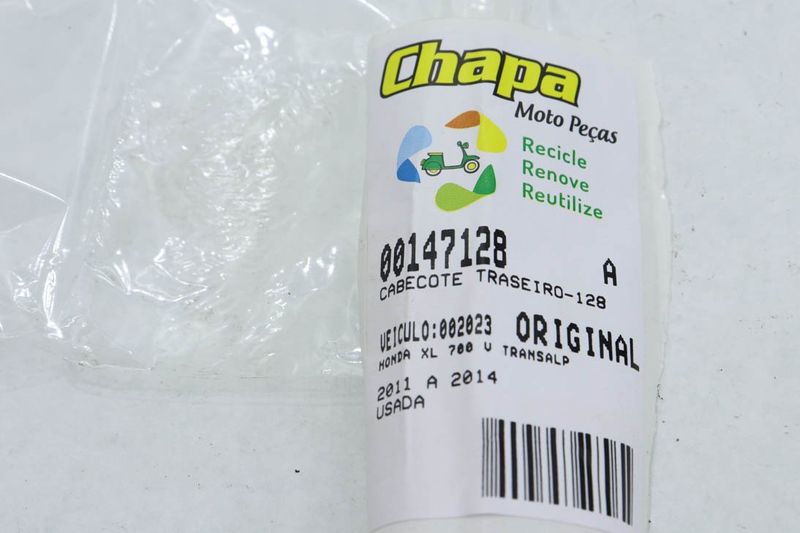 Chapa
Moto Peças
Recicle
Renove
Reutilize
00147128 A
CABECOTE TRASEIRO-128
VEICULO:002023 ORIGINAL
HONDA XL 700 V TRANSALP
2011 A 2014
USADA